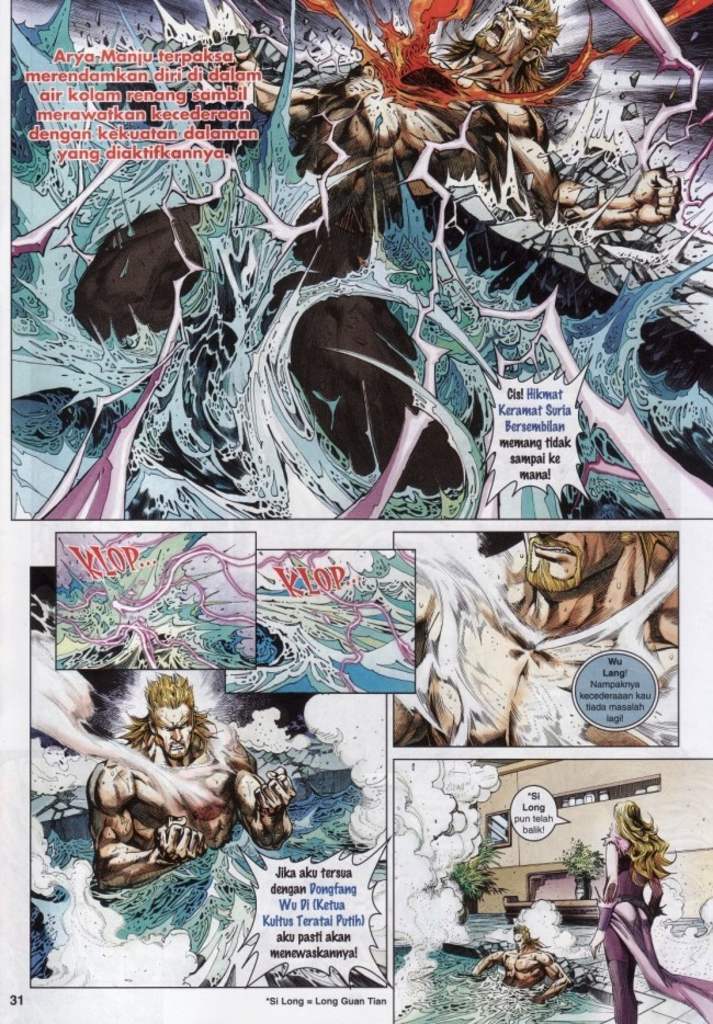 Arya Manju terpaksa
merendamkan diri di dalam
air kolam renang sambil
merawatkan kecederaan
dengan kekuatan dalaman
yang diaktifkannya.
Cis! Hikmat
Keramat Suria
Bersembilan
memang tidak
sampai ke
mana!
KLOP...
KLOP...
Wu
Lang!
Nampaknya
kecederaaan kau
tiada masalah
lagi!
Jika aku tersua
dengan Dongfang
Wu Di (Ketua
Kultus Teratai Putih)
aku pasti akan
menewaskannya!
*Si
Long
pun telah
balik!
31
*Si Long = Long Guan Tian